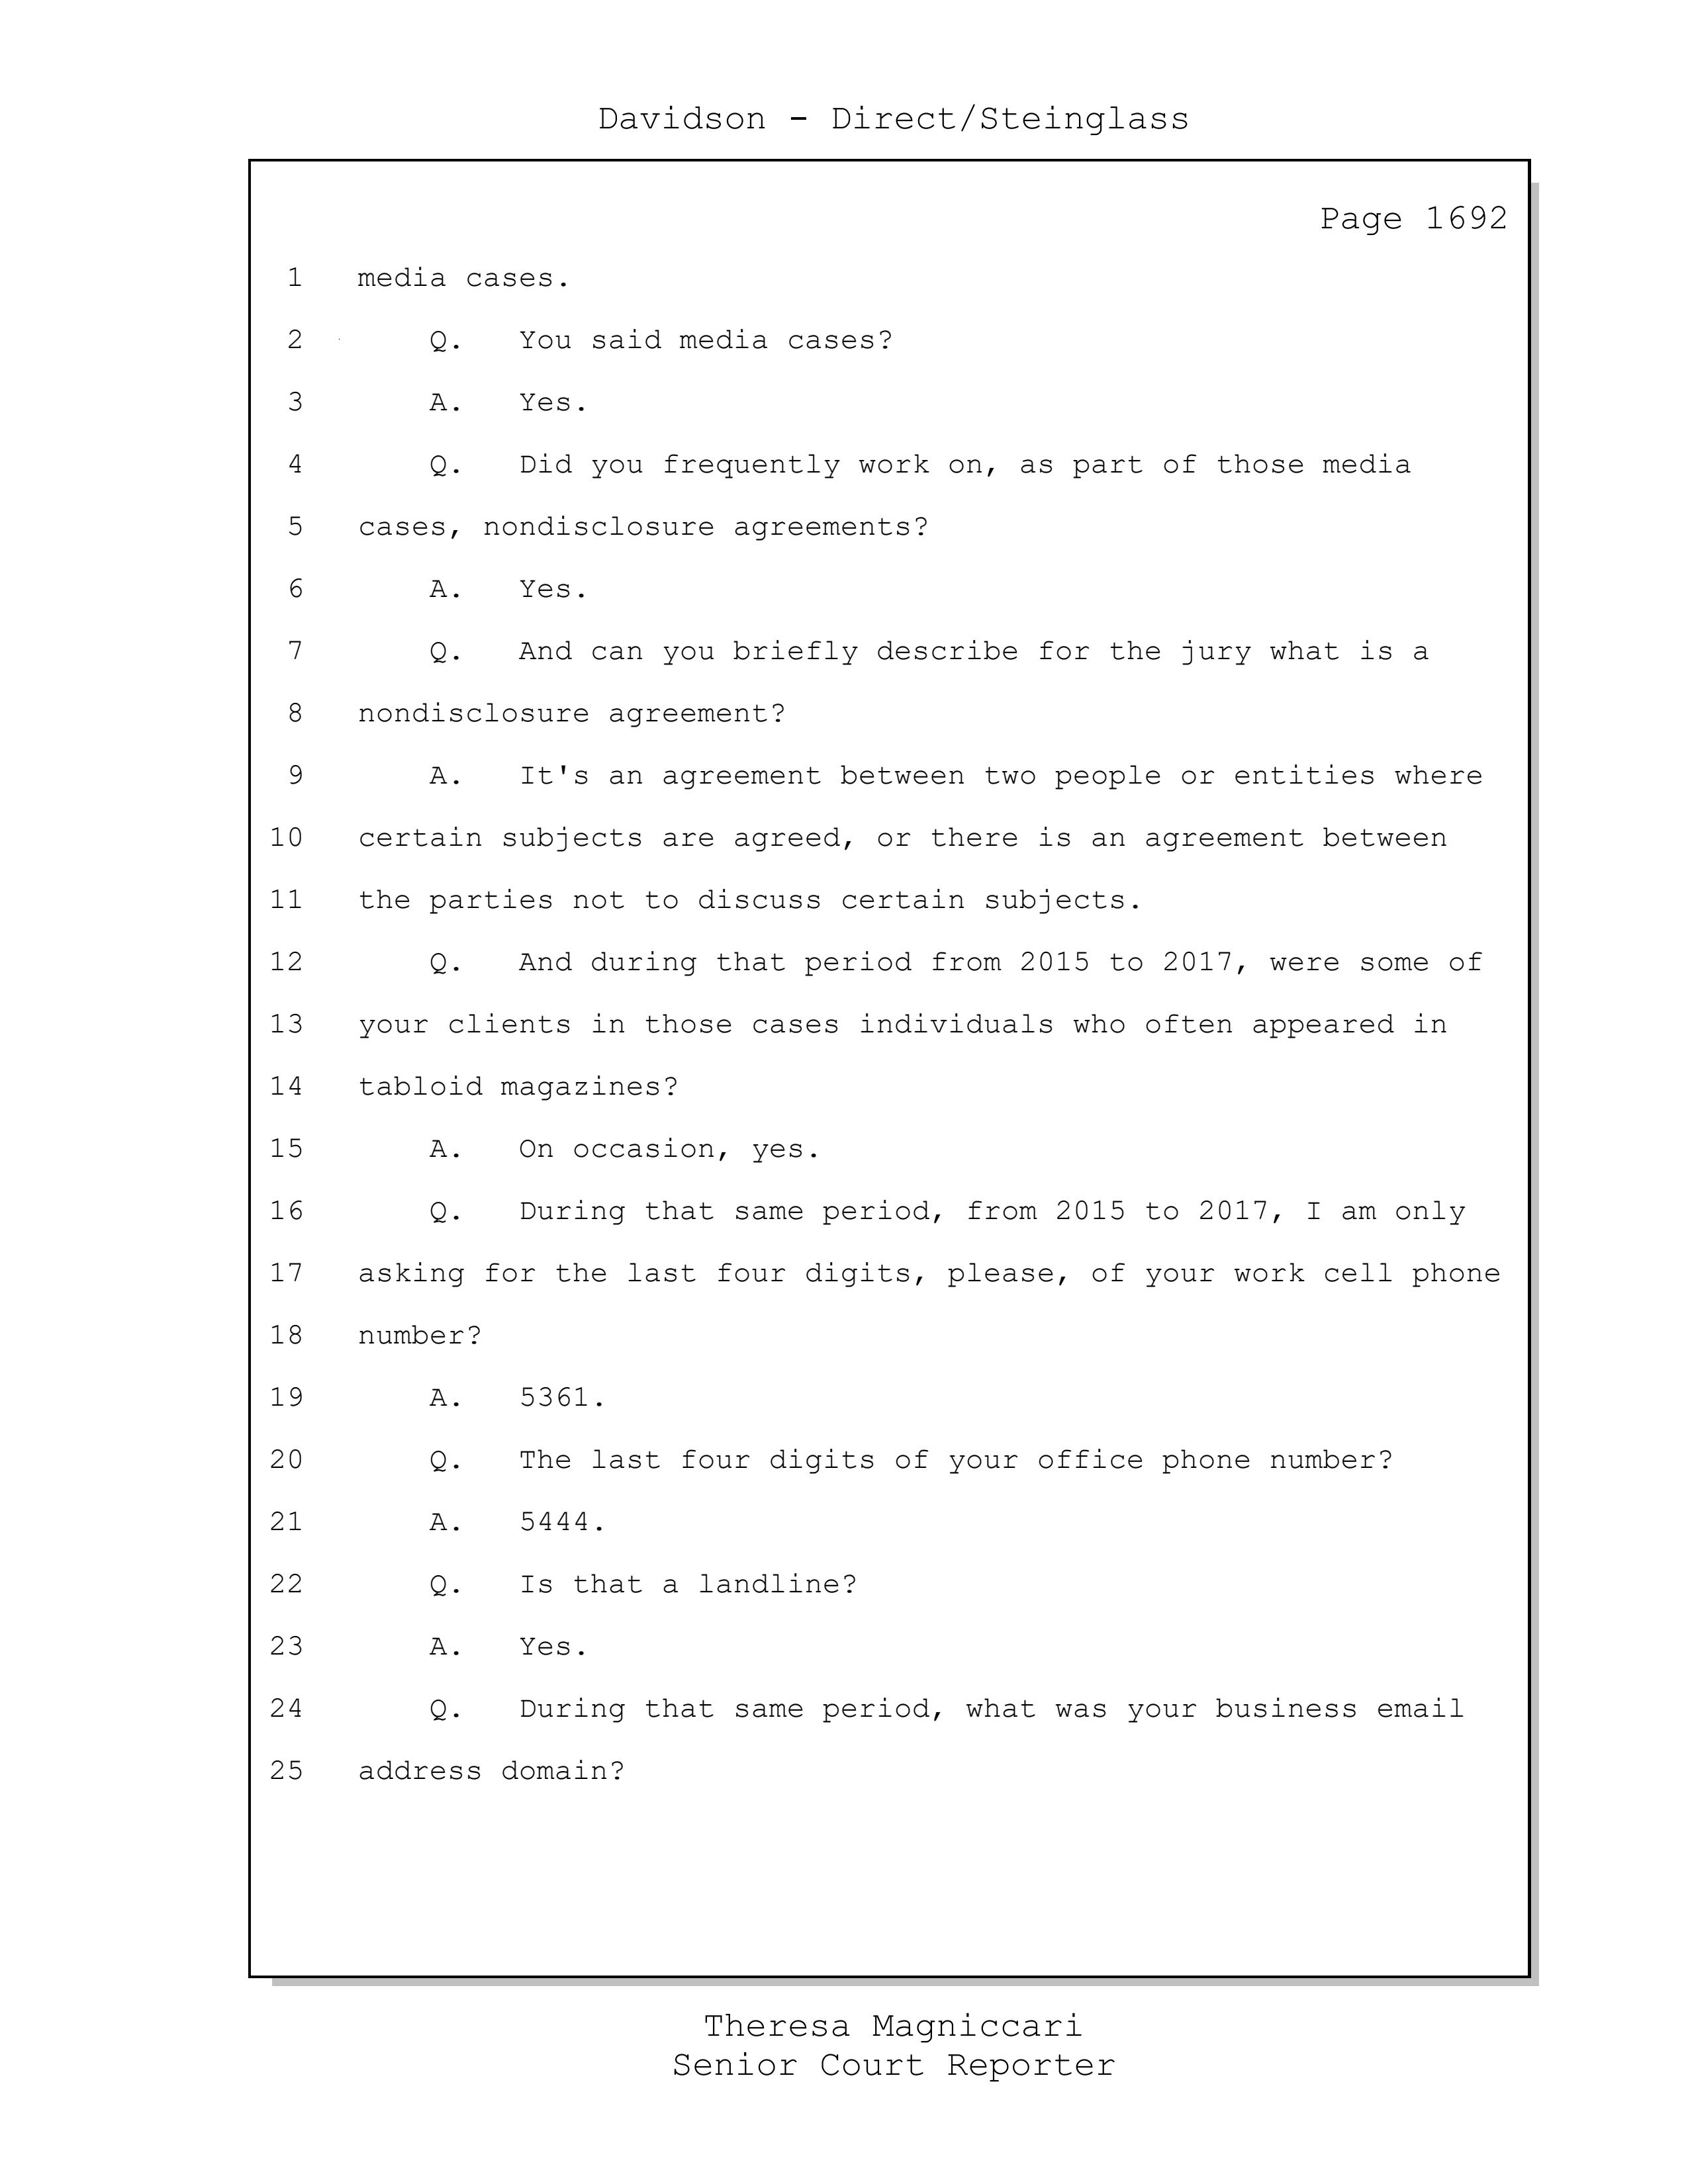 Davidson - Direct/Steinglass
Page 1692
1 media cases.
2 Q. You said media cases?
3 A. Yes.
4 Q. Did you frequently work on, as part of those media
5 cases, nondisclosure agreements?
6 A. Yes.
7 Q. And can you briefly describe for the jury what is a
8 nondisclosure agreement?
9 A. It's an agreement between two people or entities where
10 certain subjects are agreed, or there is an agreement between
11 the parties not to discuss certain subjects.
12 Q. And during that period from 2015 to 2017, were some of
13 your clients in those cases individuals who often appeared in
14 tabloid magazines?
15 A. On occasion, yes.
16 Q. During that same period, from 2015 to 2017, I am only
17 asking for the last four digits, please, of your work cell phone
18 number?
19 A. 5361.
20 Q. The last four digits of your office phone number?
21 A. 5444.
22 Q. Is that a landline?
23 A. Yes.
24 Q. During that same period, what was your business email
25 address domain?
Theresa Magniccari
Senior Court Reporter